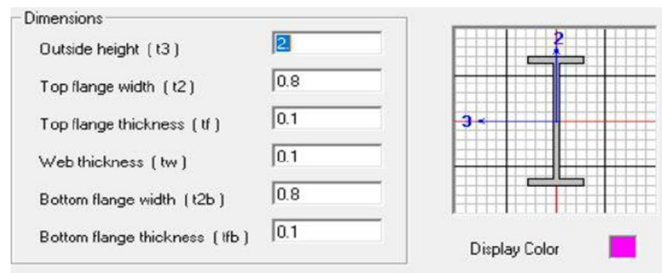 Dimensions
Outside height ( t3 ) 2.
Top flange width ( t2 ) 0.8
Top flange thickness ( tf ) 0.1
Web thickness ( tw ) 0.1
Bottom flange width ( t2b ) 0.8
Bottom flange thickness ( tfb ) 0.1
2
3
Display Color